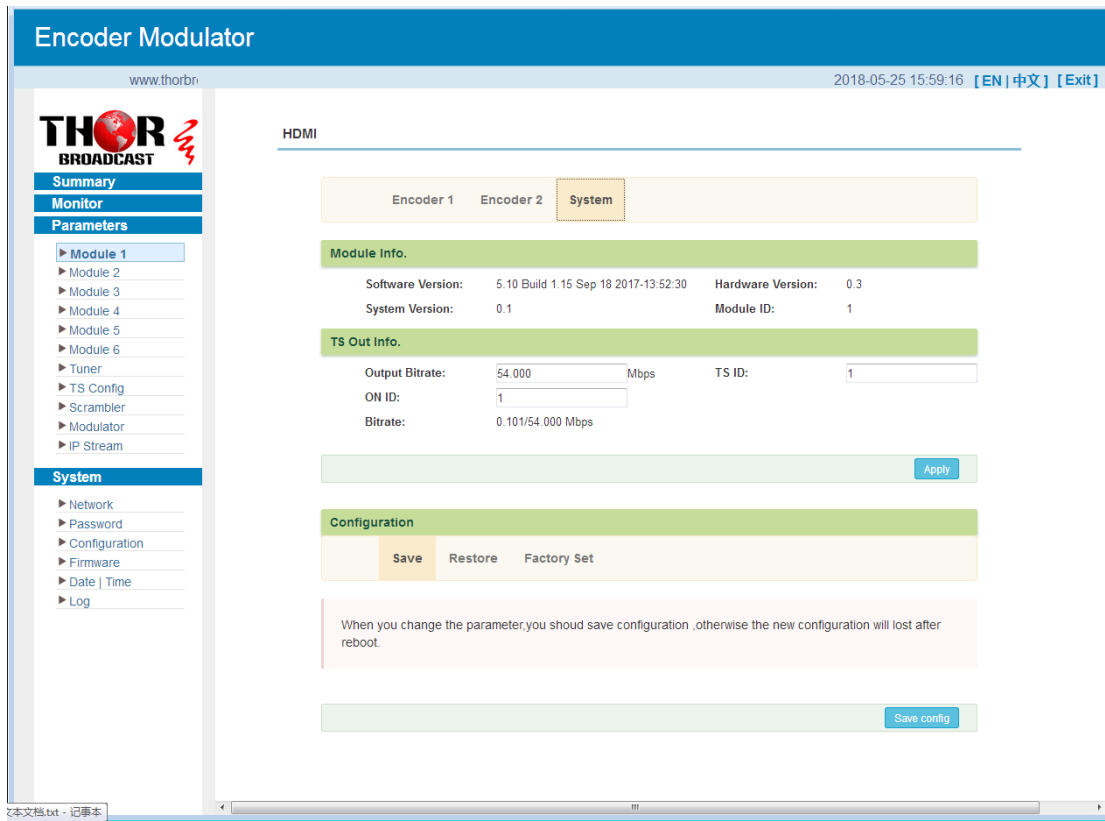 Encoder Modulator
www.thorbr
2018-05-25 15:59:16 [ EN | 中文 ] [ Exit ]
THOR
BROADCAST
Summary
Monitor
Parameters
Module 1
Module 2
Module 3
Module 4
Module 5
Module 6
Tuner
TS Config
Scrambler
Modulator
IP Stream
System
Network
Password
Configuration
Firmware
Date | Time
Log
HDMI
Encoder 1 Encoder 2 System
Module Info.
Software Version: 5.10 Build 1.15 Sep 18 2017-13:52:30 Hardware Version: 0.3
System Version: 0.1 Module ID: 1
TS Out Info.
Output Bitrate: 54.000 Mbps TS ID: 1
ON ID: 1
Bitrate: 0.101/54.000 Mbps
Apply
Configuration
Save Restore Factory Set
When you change the parameter,you shoud save configuration ,otherwise the new configuration will lost after
reboot.
Save config
文本文档.txt - 记事本